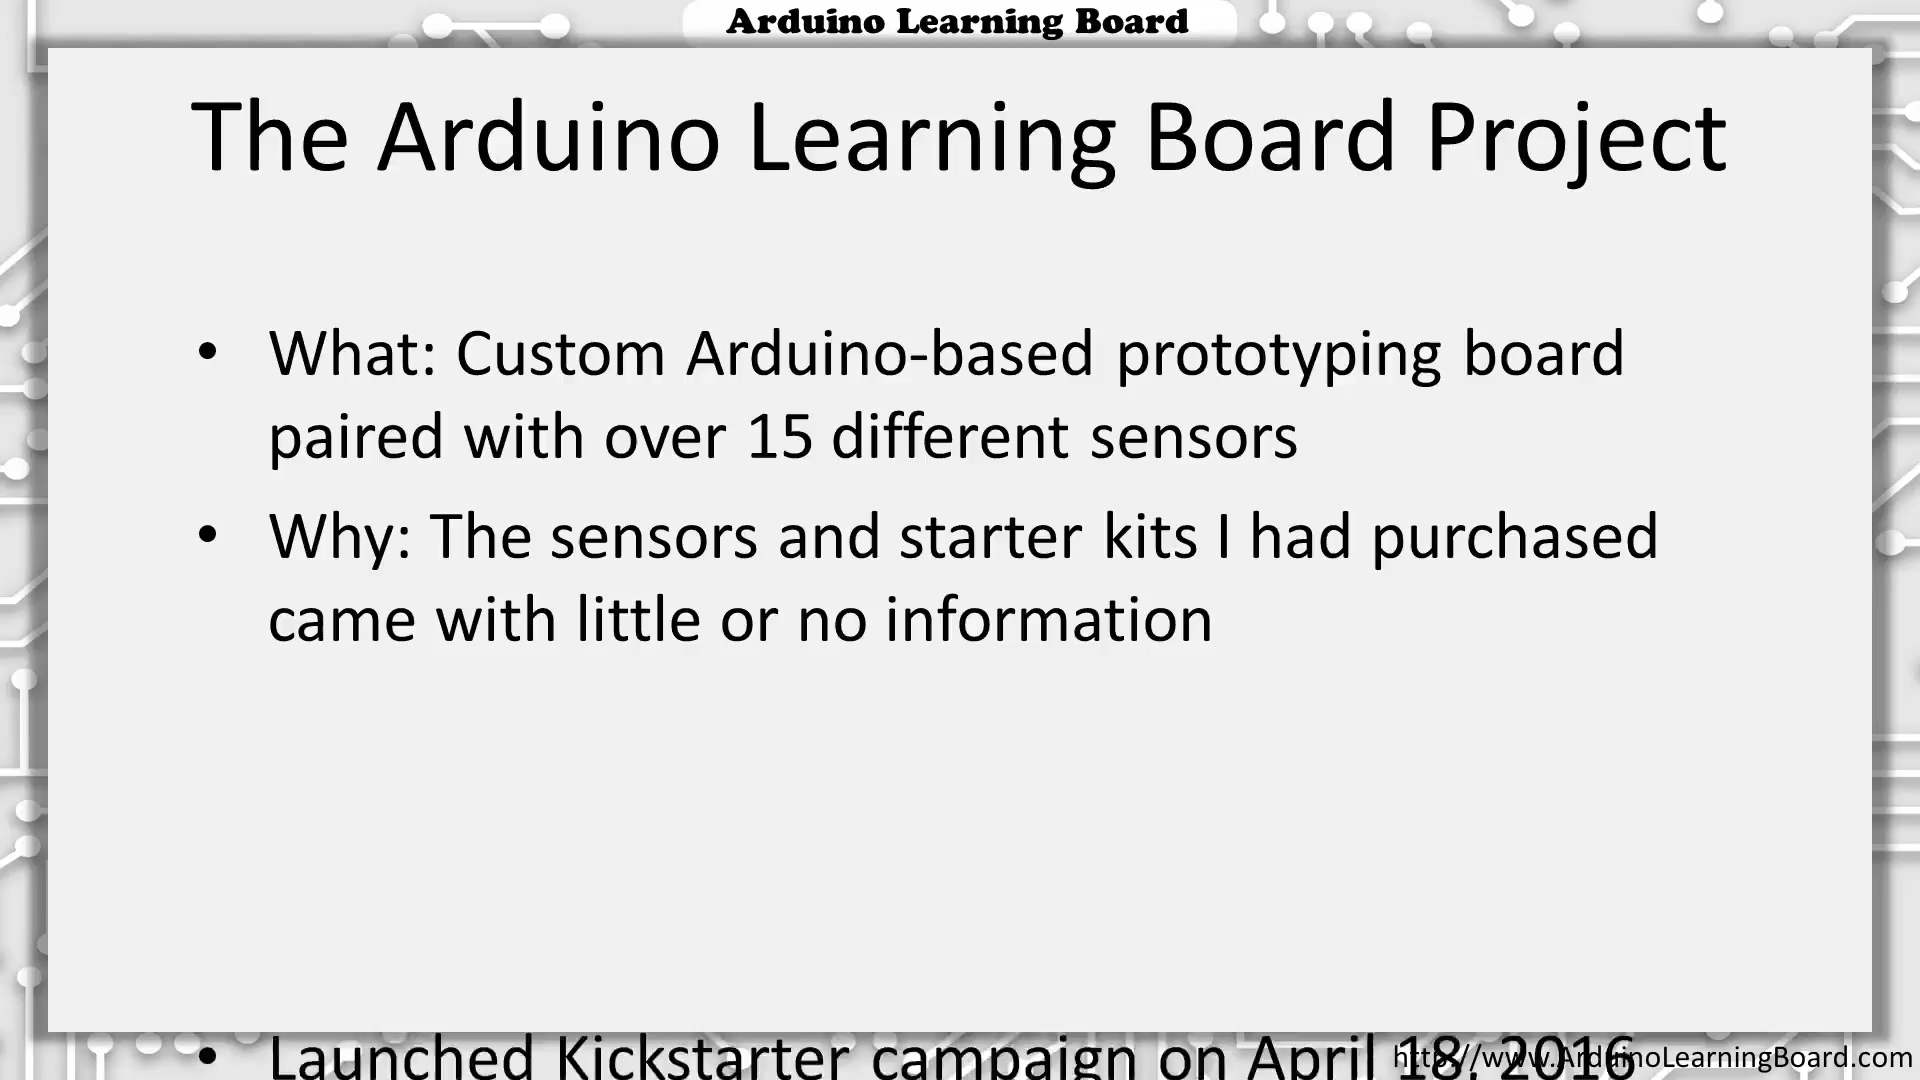 Arduino Learning Board
The Arduino Learning Board Project
• What: Custom Arduino-based prototyping board
paired with over 15 different sensors
• Why: The sensors and starter kits I had purchased
came with little or no information
• Launched Kickstarter campaign on April 18, 2016
http://www.ArduinoLearningBoard.com